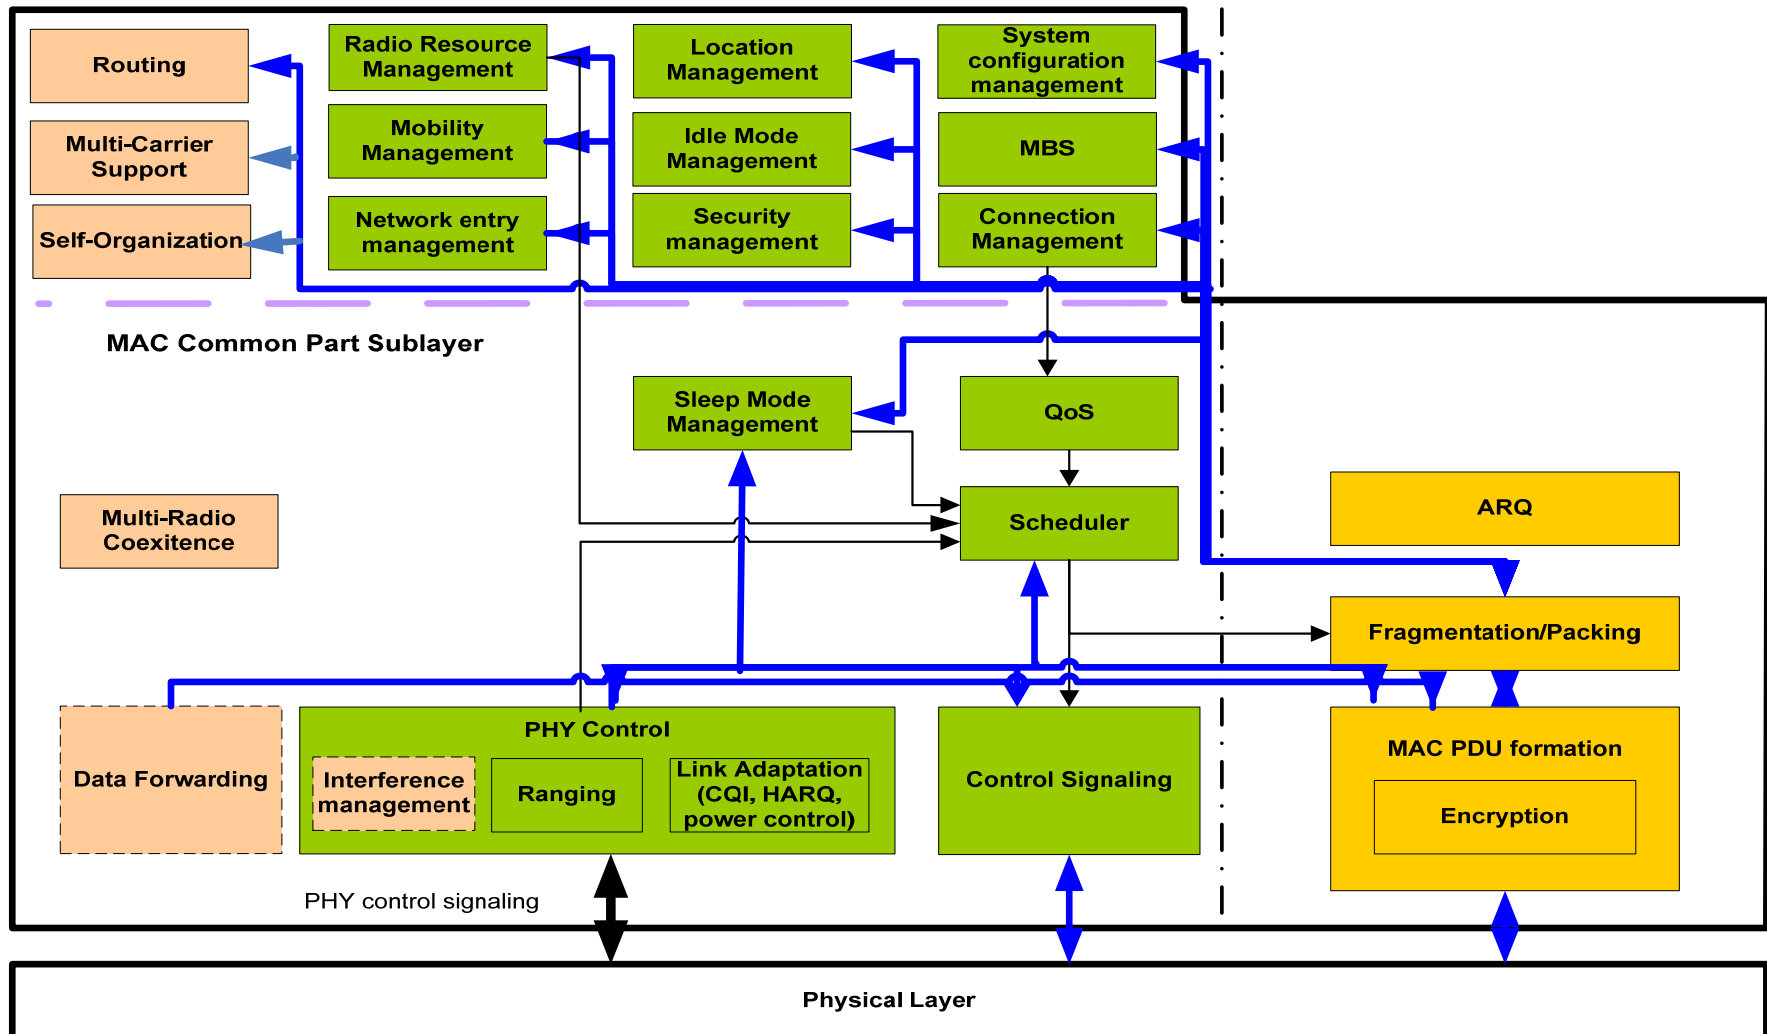 Routing
Radio Resource
Management
Location
Management
System
configuration
management
Multi-Carrier
Support
Mobility
Management
Idle Mode
Management
MBS
Self-Organization
Network entry
management
Security
management
Connection
Management
MAC Common Part Sublayer
Sleep Mode
Management
QoS
Multi-Radio
Coexitence
Scheduler
ARQ
Fragmentation/Packing
Data Forwarding
PHY Control
Interference
management
Ranging
Link Adaptation
(CQI, HARQ,
power control)
Control Signaling
MAC PDU formation
Encryption
PHY control signaling
Physical Layer